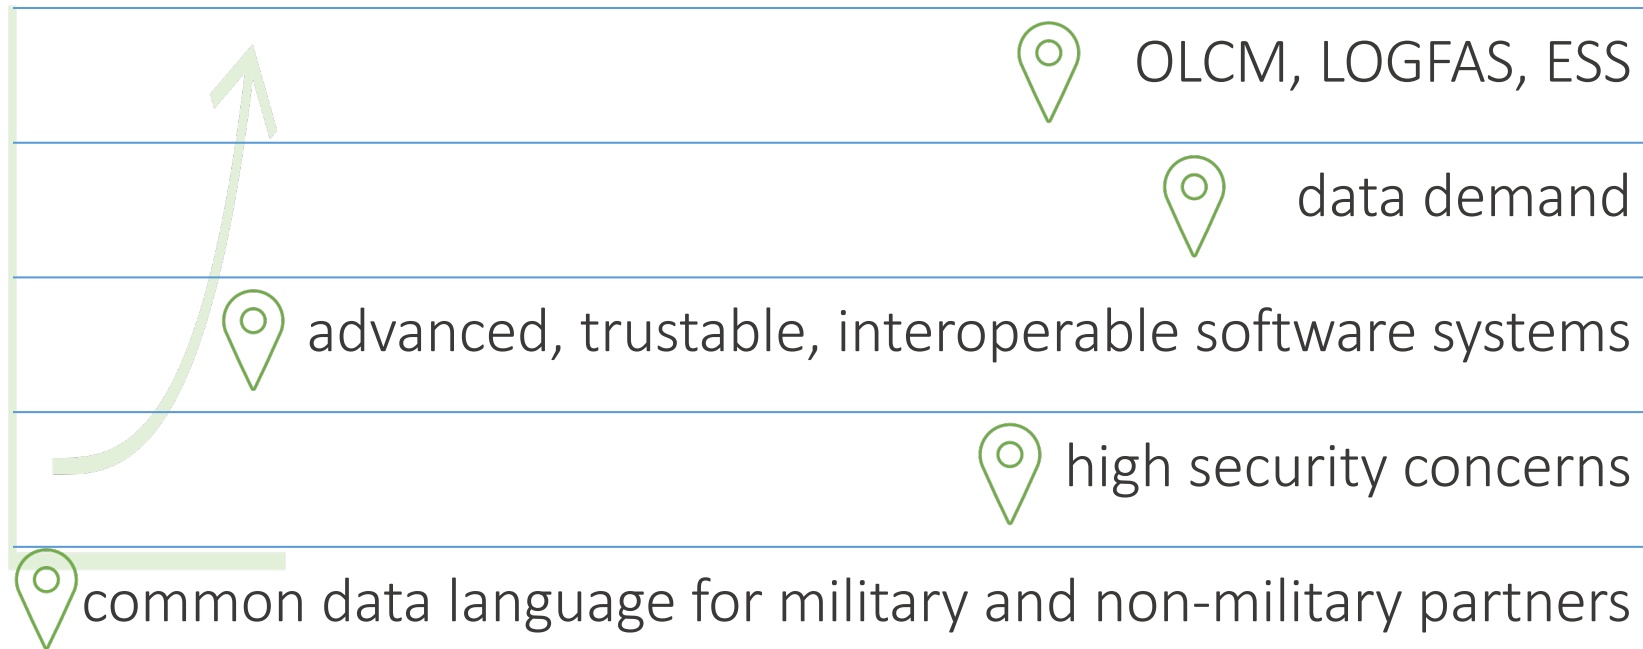 OLCM, LOGFAS, ESS
data demand
advanced, trustable, interoperable software systems
high security concerns
common data language for military and non-military partners